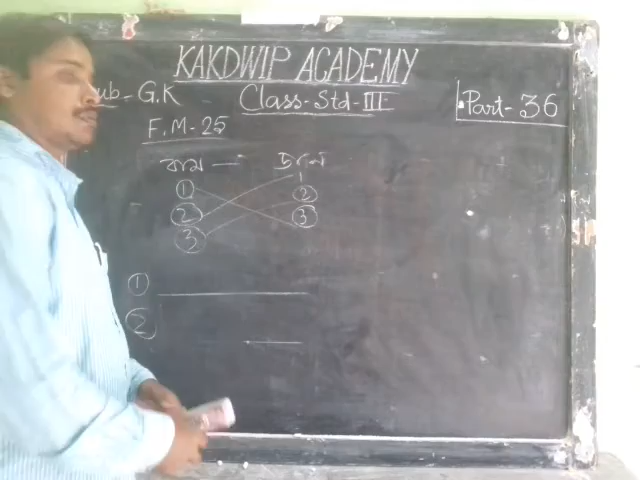 KAKDWIP ACADEMY
Sub - G.K Class - Std - III Part - 36
F.M - 25
বাম — ডান
① ②
② ③
③
①
②